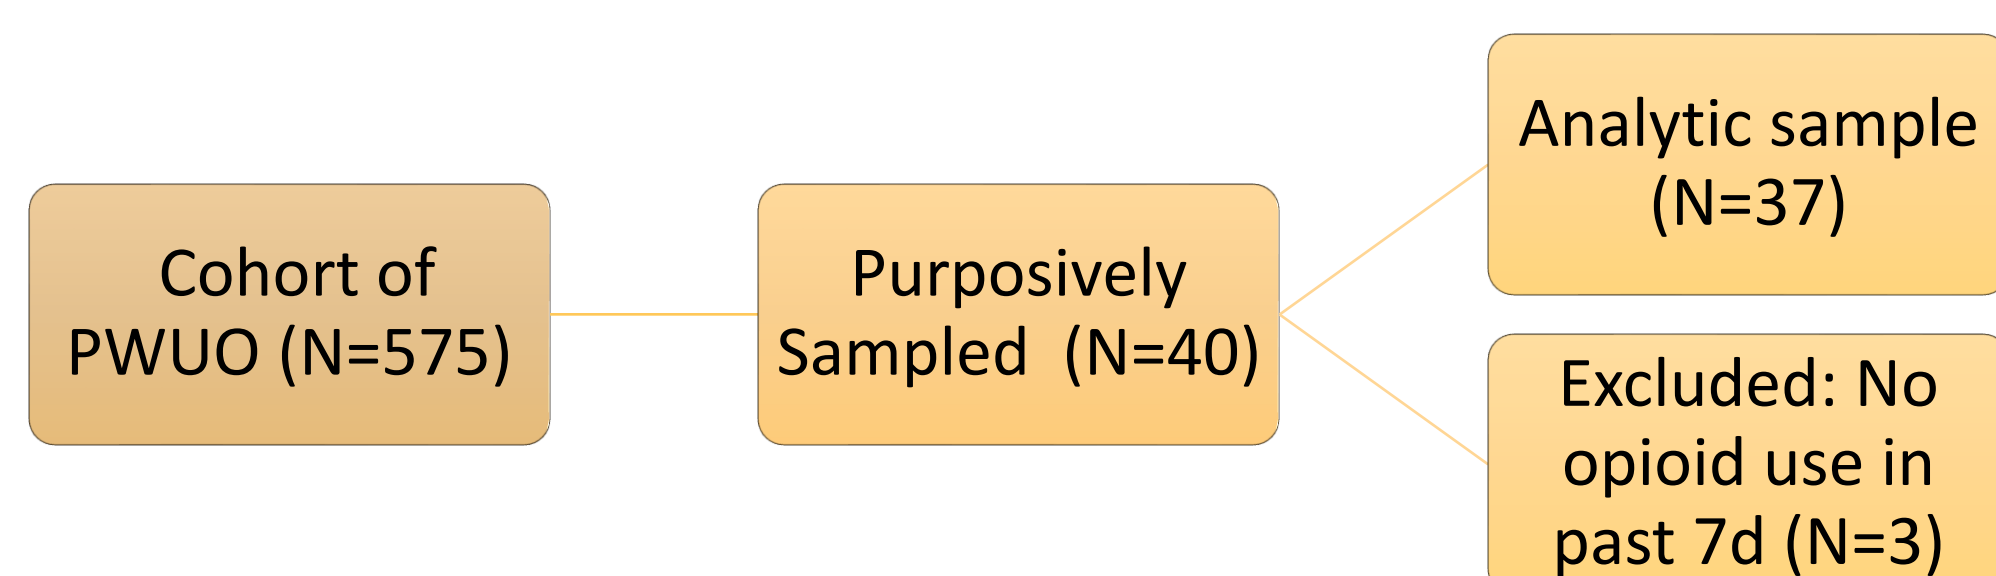 Cohort of
PWUO (N=575)
Purposively
Sampled  (N=40)
Analytic sample
(N=37)
Excluded: No
opioid use in
past 7d (N=3)